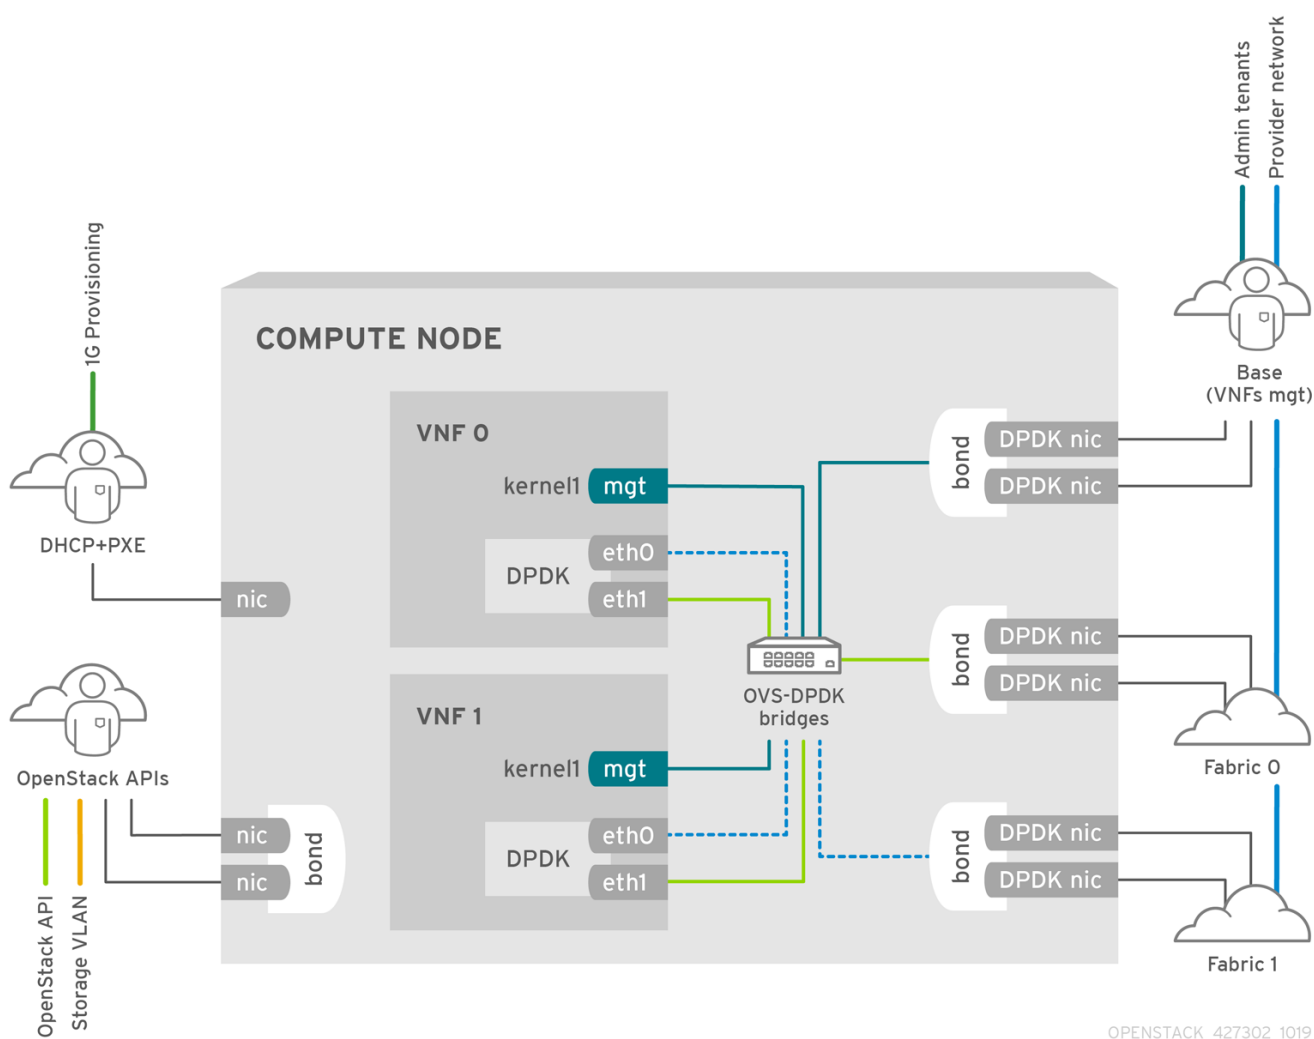 Admin tenants
Provider network
1G Provisioning
COMPUTE NODE
Base
(VNFs mgt)
VNF 0
bond
DPDK nic
DPDK nic
kernel1
mgt
DHCP+PXE
eth0
DPDK
eth1
nic
bond
DPDK nic
DPDK nic
OVS-DPDK
bridges
VNF 1
kernel1
mgt
Fabric 0
OpenStack APIs
nic
nic
bond
eth0
DPDK
eth1
bond
DPDK nic
DPDK nic
OpenStack API
Storage VLAN
Fabric 1
OPENSTACK_427302_1019